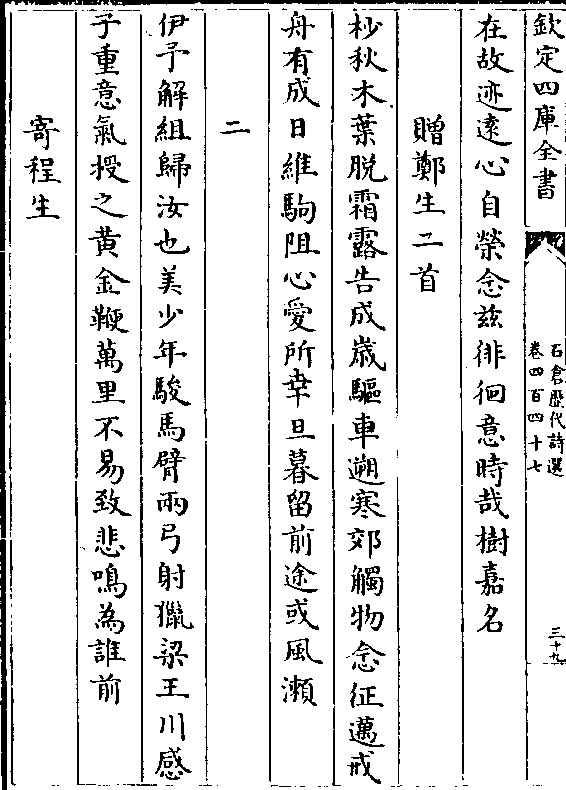 欽定四庫全書
石倉歷代詩選
卷四百四十七
三十九
在故迹遠心自榮念茲徘徊意時哉樹嘉名
贈鄭生二首
杪秋木葉脱霜露告成嵗驅車遡寒郊觸物念征邁戒
舟有成日維駒阻心愛所幸旦暮留前途或風瀨
二
伊予解組歸汝也美少年駿馬臂兩弓射獵梁王川感
子重意氣授之黄金鞭萬里不易致悲鳴為誰前
寄程生